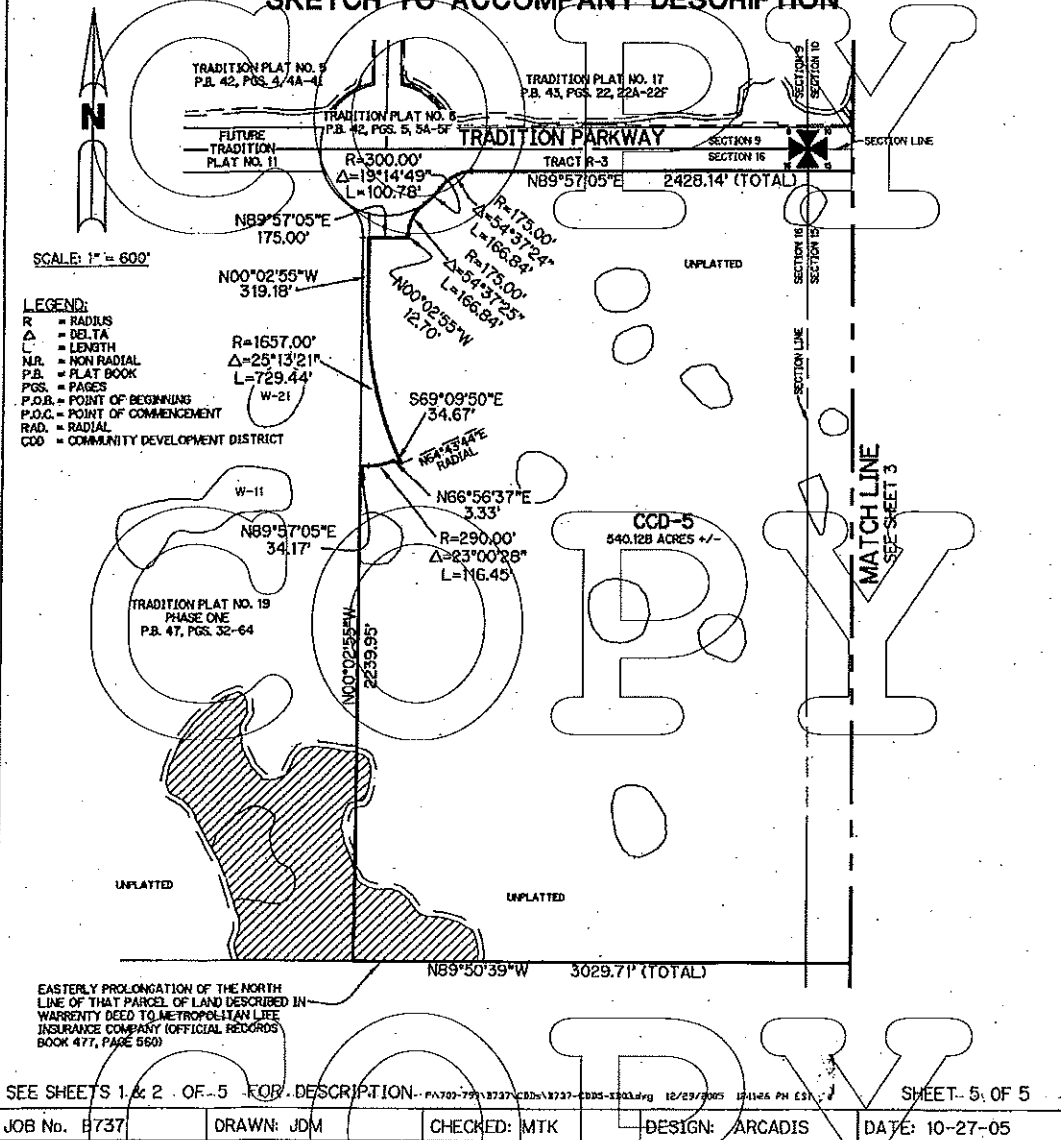 SKETCH TO ACCOMPANY DESCRIPTION
COPY
TRADITION PLAT NO. 5
P.B. 42, PGS. 4, 4A-4L
TRADITION PLAT NO. 17
P.B. 43, PGS. 22, 22A-22F
SECTION 9
SECTION 10
N
TRADITION PLAT NO. 6
P.B. 42, PGS. 5, 5A-5F
FUTURE
TRADITION
PLAT NO. 11
TRADITION PARKWAY
SECTION 9
SECTION 16
SECTION LINE
TRACT R-3
R=300.00'
Δ=19°14'49"
L=100.78'
N89°57'05"E 2428.14' (TOTAL)
N89°57'05"E
175.00'
R=175.00'
Δ=54°37'24"
L=166.84'
R=175.00'
Δ=54°37'25"
L=166.84'
SECTION 16
SECTION 15
UNPLATTED
SCALE: 1" = 600'
N00°02'55"W
319.18'
N00°02'55"W
12.70'
SECTION LINE
LEGEND:
R = RADIUS
Δ = DELTA
L = LENGTH
N.R. = NON RADIAL
P.B. = PLAT BOOK
PGS. = PAGES
P.O.B. = POINT OF BEGINNING
P.O.C. = POINT OF COMMENCEMENT
RAD. = RADIAL
CDD = COMMUNITY DEVELOPMENT DISTRICT
R=1657.00'
Δ=25°13'21"
L=729.44'
W-21
S69°09'50"E
34.67'
N64°43'44"E
RADIAL
W-11
N66°56'37"E
3.33'
N89°57'05"E
34.17'
R=290.00'
Δ=23°00'28"
L=116.45'
CCD-5
540.128 ACRES +/-
MATCH LINE
SEE SHEET 3
COPY
TRADITION PLAT NO. 19
PHASE ONE
P.B. 47, PGS. 32-64
N00°02'55"W
2239.95'
UNPLATTED
UNPLATTED
N89°50'39"W 3029.71' (TOTAL)
EASTERLY PROLONGATION OF THE NORTH
LINE OF THAT PARCEL OF LAND DESCRIBED IN
WARRENTY DEED TO METROPOLITAN LIFE
INSURANCE COMPANY (OFFICIAL RECORDS
BOOK 477, PAGE 560)
COPY
SEE SHEETS 1 & 2 OF 5 FOR DESCRIPTION
12/29/2005
SHEET 5 OF 5
JOB No. B737
DRAWN: JDM
CHECKED: MTK
DESIGN: ARCADIS
DATE: 10-27-05